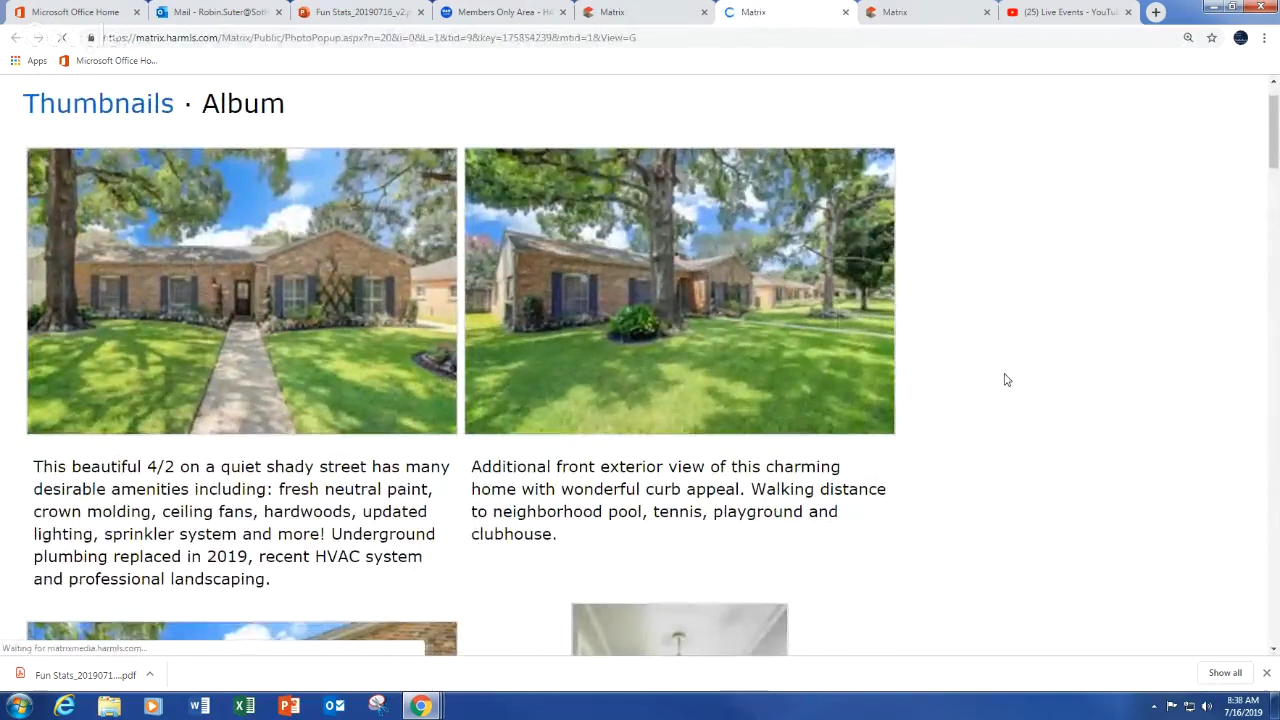 Microsoft Office Home
Mail - Robin.Suter@Soth
Fun Stats_20190716_v2.p
Members Only Area - HA
Matrix
Matrix
Matrix
(25) Live Events - YouTu
ttps://matrix.harmls.com/Matrix/Public/PhotoPopup.aspx?n=20&i=0&L=1&tid=9&key=175854239&mtid=1&View=G
Apps
Microsoft Office Ho...
Thumbnails · Album
This beautiful 4/2 on a quiet shady street has many
desirable amenities including: fresh neutral paint,
crown molding, ceiling fans, hardwoods, updated
lighting, sprinkler system and more! Underground
plumbing replaced in 2019, recent HVAC system
and professional landscaping.
Additional front exterior view of this charming
home with wonderful curb appeal. Walking distance
to neighborhood pool, tennis, playground and
clubhouse.
Waiting for matrixmedia.harmls.com...
Fun Stats_2019071....pdf
Show all
8:38 AM
7/16/2019